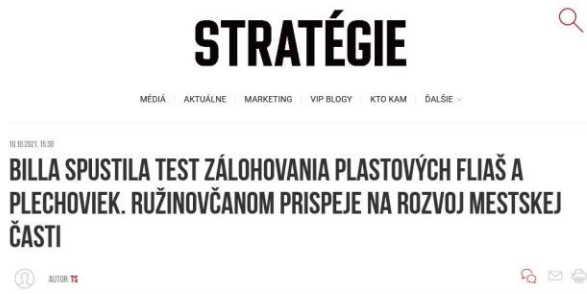 STRATÉGIE
MÉDIÁ AKTUÁLNE MARKETING VIP BLOGY KTO KAM ĎALŠIE
19.10.2021, 15:30
BILLA SPUSTILA TEST ZÁLOHOVANIA PLASTOVÝCH FLIAŠ A
PLECHOVIEK. RUŽINOVČANOM PRISPEJE NA ROZVOJ MESTSKEJ
ČASTI
AUTOR: TS